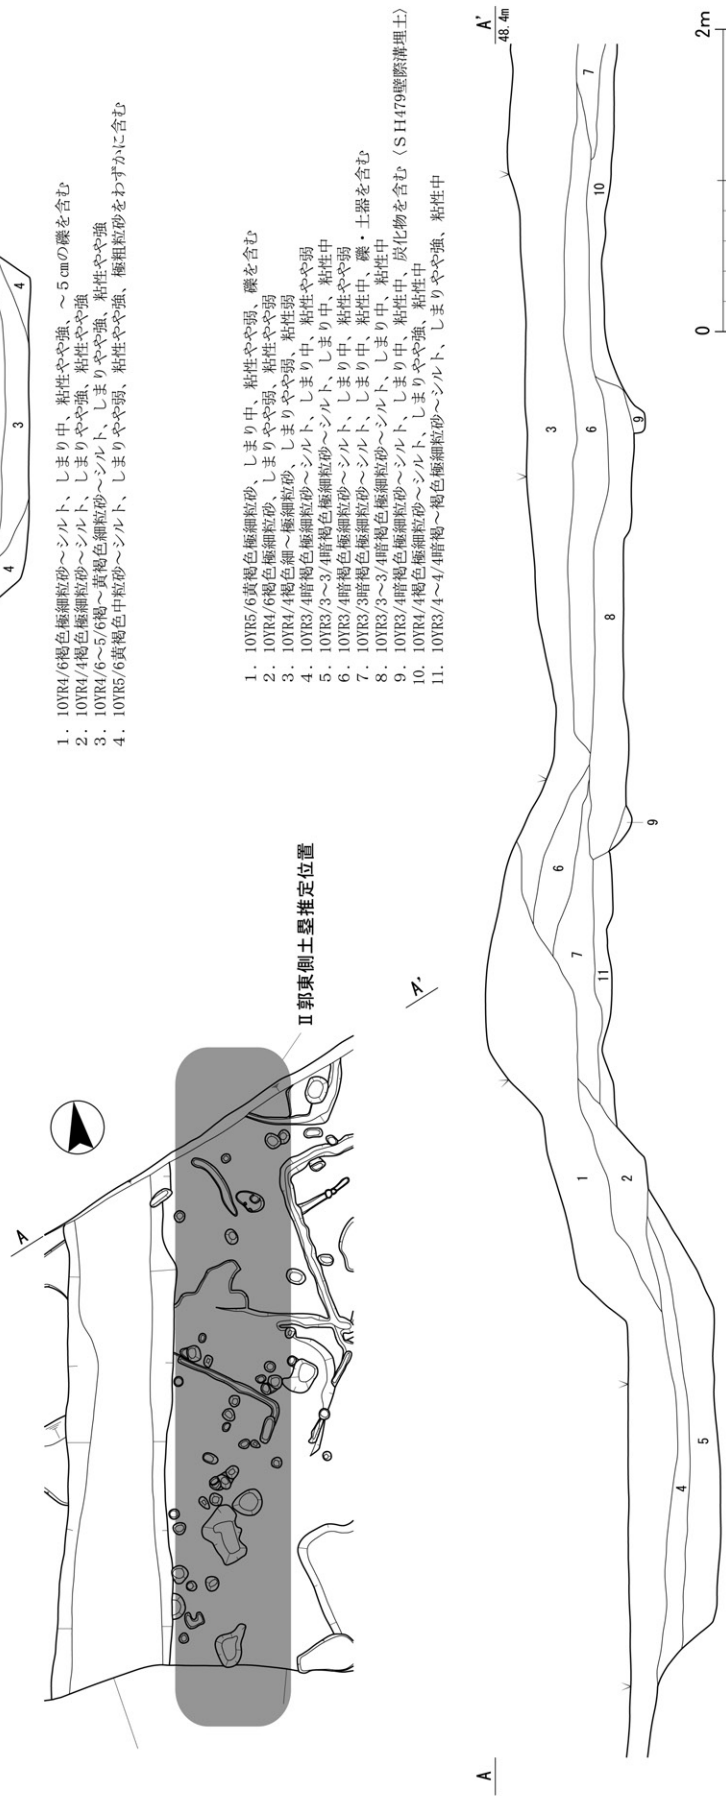 1．10YR4/6褐色極細粒砂～シルト、しまり中、粘性やや強、～5㎝の礫を含む
2．10YR4/4褐色極細粒砂～シルト、しまりやや強、粘性やや強
3．10YR4/6～5/6褐～黄褐色細粒砂～シルト、しまりやや強、粘性やや強
4．10YR5/6黄褐色中粒砂～シルト、しまりやや弱、粘性やや強、極粗粒砂をわずかに含む
4
3
4
1．10YR5/6黄褐色極細粒砂、しまり中、粘性やや弱、礫を含む
2．10YR4/6褐色極細粒砂、しまりやや弱、粘性やや弱
3．10YR4/4褐色細～極細粒砂、しまりやや弱、粘性弱
4．10YR3/4暗褐色極細粒砂～シルト、しまり中、粘性やや弱
5．10YR3/3～3/4暗褐色極細粒砂～シルト、しまり中、粘性中
6．10YR3/4暗褐色極細粒砂～シルト、しまり中、粘性やや弱
7．10YR3/3暗褐色極細粒砂～シルト、しまり中、粘性中、礫・土器を含む
8．10YR3/3～3/4暗褐色極細粒砂～シルト、しまり中、粘性中
9．10YR3/4暗褐色極細粒砂～シルト、しまり中、粘性中、炭化物を含む〈ＳＨ479壁際溝埋土〉
10．10YR4/4褐色極細粒砂～シルト、しまりやや強、粘性中
11．10YR3/4～4/4暗褐～褐色極細粒砂～シルト、しまりやや強、粘性中
A
Ⅱ郭東側土塁推定位置
A'
A
A'
48.4m
1
2
3
4
5
6
6
7
7
8
9
9
10
11
0
2m